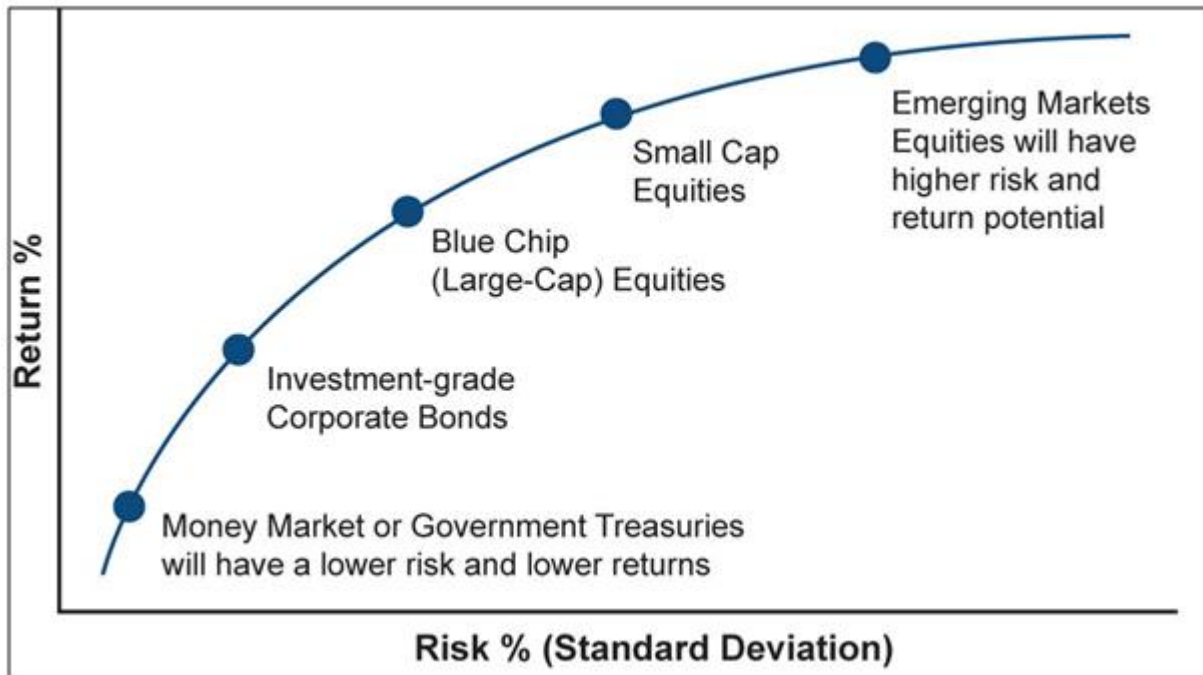 Return %
Emerging Markets
Equities will have
higher risk and
return potential
Small Cap
Equities
Blue Chip
(Large-Cap) Equities
Investment-grade
Corporate Bonds
Money Market or Government Treasuries
will have a lower risk and lower returns
Risk % (Standard Deviation)